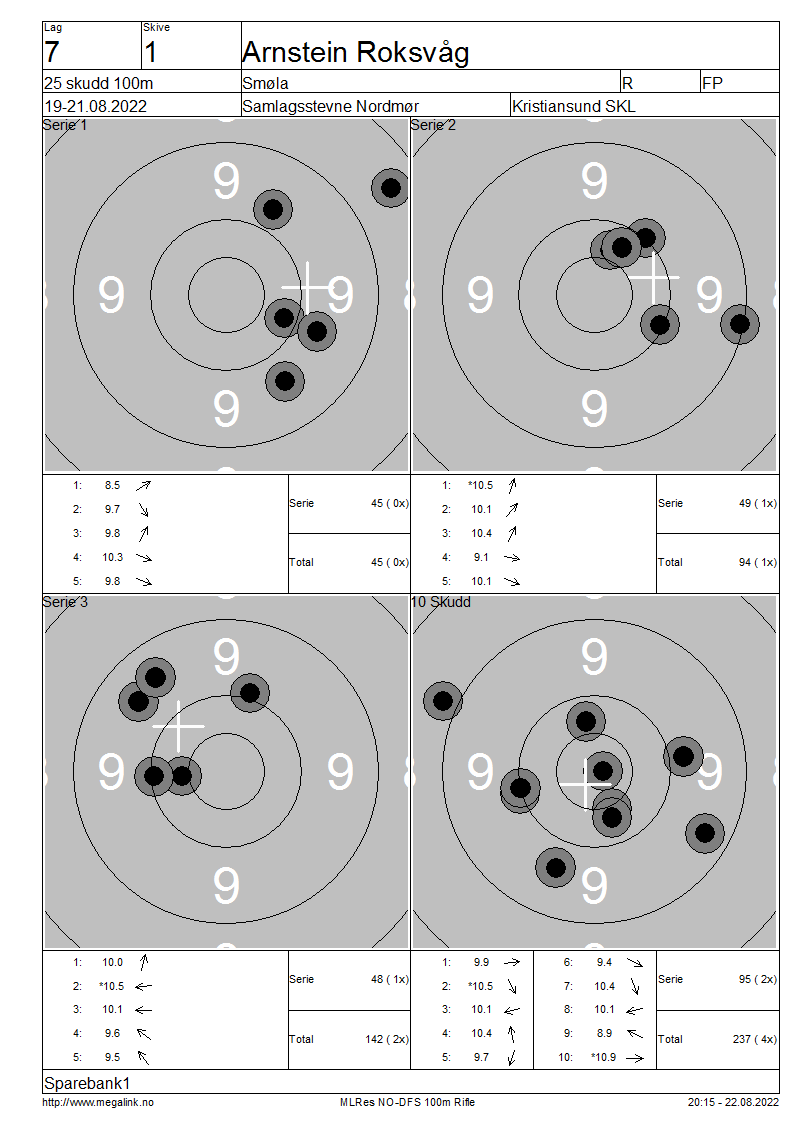 Lag Skive
7 1 Arnstein Roksvåg
25 skudd 100m Smøla R FP
19-21.08.2022 Samlagsstevne Nordmør Kristiansund SKL
Serie 1
9
9 9
9
Serie 2
9
9 9
9
1: 8.5
2: 9.7
3: 9.8
4: 10.3
5: 9.8
Serie 45 ( 0x)
Total 45 ( 0x)
1: *10.5
2: 10.1
3: 10.4
4: 9.1
5: 10.1
Serie 49 ( 1x)
Total 94 ( 1x)
Serie 3
9
9 9
9
10 Skudd
9
9 9
9
1: 10.0
2: *10.5
3: 10.1
4: 9.6
5: 9.5
Serie 48 ( 1x)
Total 142 ( 2x)
1: 9.9
2: *10.5
3: 10.1
4: 10.4
5: 9.7
6: 9.4
7: 10.4
8: 10.1
9: 8.9
10: *10.9
Serie 95 ( 2x)
Total 237 ( 4x)
Sparebank1
http://www.megalink.no MLRes NO-DFS 100m Rifle 20:15 - 22.08.2022